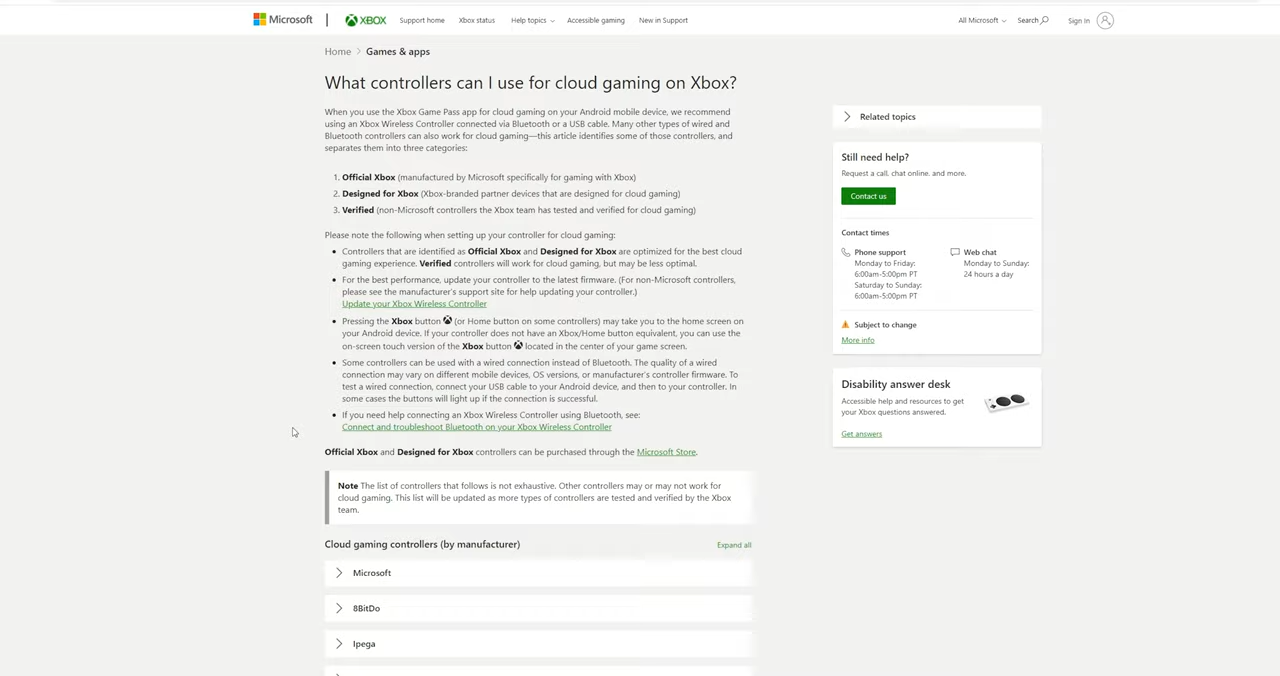 Microsoft | XBOX Support home Xbox status Help topics Accessible gaming New in Support All Microsoft Search Sign in
Home > Games & apps
What controllers can I use for cloud gaming on Xbox?
When you use the Xbox Game Pass app for cloud gaming on your Android mobile device, we recommend
using an Xbox Wireless Controller connected via Bluetooth or a USB cable. Many other types of wired and
Bluetooth controllers can also work for cloud gaming—this article identifies some of those controllers, and
separates them into three categories:
1. Official Xbox (manufactured by Microsoft specifically for gaming with Xbox)
2. Designed for Xbox (Xbox-branded partner devices that are designed for cloud gaming)
3. Verified (non-Microsoft controllers the Xbox team has tested and verified for cloud gaming)
Please note the following when setting up your controller for cloud gaming:
• Controllers that are identified as Official Xbox and Designed for Xbox are optimized for the best cloud
gaming experience. Verified controllers will work for cloud gaming, but may be less optimal.
• For the best performance, update your controller to the latest firmware. (For non-Microsoft controllers,
please see the manufacturer's support site for help updating your controller.)
Update your Xbox Wireless Controller
• Pressing the Xbox button (or Home button on some controllers) may take you to the home screen on
your Android device. If your controller does not have an Xbox/Home button equivalent, you can use the
on-screen touch version of the Xbox button located in the center of your game screen.
• Some controllers can be used with a wired connection instead of Bluetooth. The quality of a wired
connection may vary on different mobile devices, OS versions, or manufacturer's controller firmware. To
test a wired connection, connect your USB cable to your Android device, and then to your controller. In
some cases the buttons will light up if the connection is successful.
• If you need help connecting an Xbox Wireless Controller using Bluetooth, see:
Connect and troubleshoot Bluetooth on your Xbox Wireless Controller
Official Xbox and Designed for Xbox controllers can be purchased through the Microsoft Store.
Note The list of controllers that follows is not exhaustive. Other controllers may or may not work for
cloud gaming. This list will be updated as more types of controllers are tested and verified by the Xbox
team.
Cloud gaming controllers (by manufacturer) Expand all
Microsoft
8BitDo
Ipega
Related topics
Still need help?
Request a call, chat online, and more.
Contact us
Contact times
Phone support
Monday to Friday:
6:00am-5:00pm PT
Saturday to Sunday:
6:00am-5:00pm PT
Web chat
Monday to Sunday:
24 hours a day
Subject to change
More info
Disability answer desk
Accessible help and resources to get
your Xbox questions answered.
Get answers